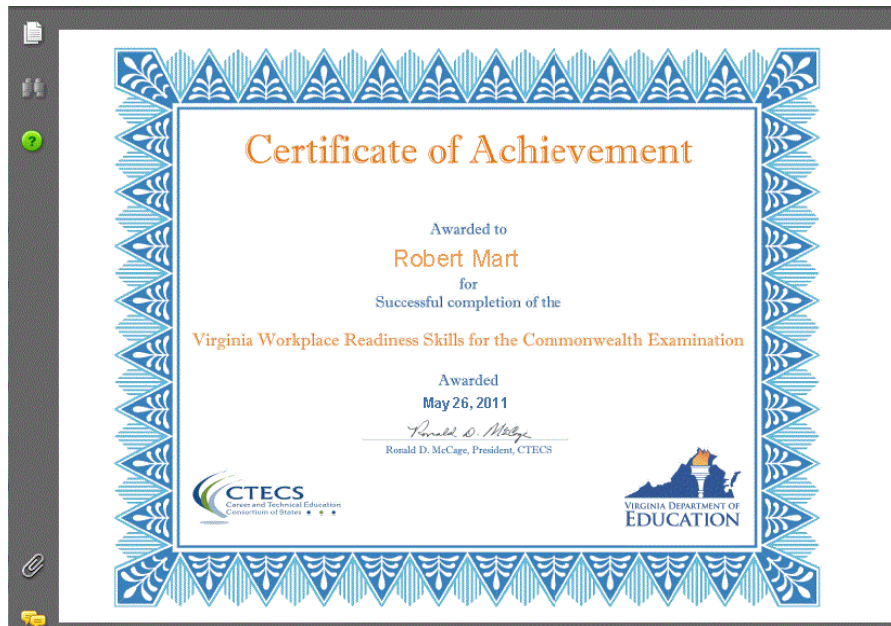 Certificate of Achievement
Awarded to
Robert Mart
for
Successful completion of the
Virginia Workplace Readiness Skills for the Commonwealth Examination
Awarded
May 26, 2011
Ronald D. McCage
Ronald D. McCage, President, CTECS
CTECS
Career and Technical Education
Consortium of States
VIRGINIA DEPARTMENT OF
EDUCATION
?